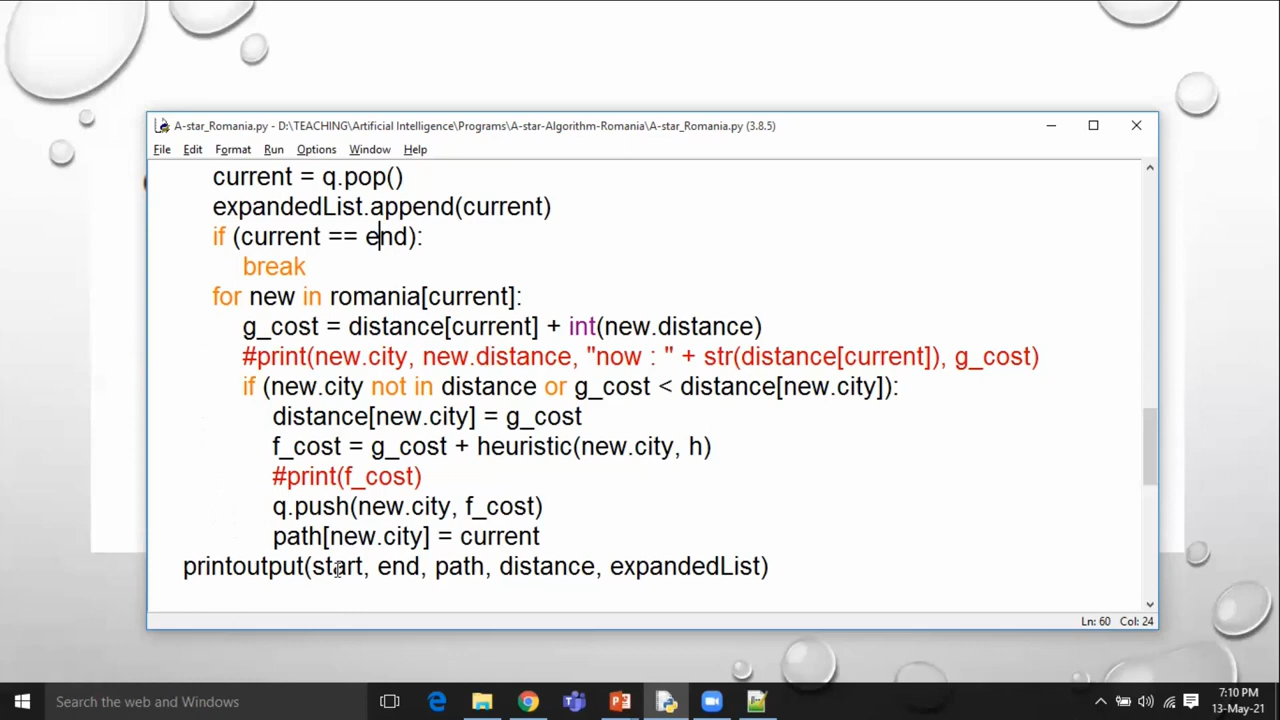 A-star_Romania.py - D:\TEACHING\Artificial Intelligence\Programs\A-star-Algorithm-Romania\A-star_Romania.py (3.8.5)
File Edit Format Run Options Window Help
current = q.pop()
expandedList.append(current)
if (current == end):
break
for new in romania[current]:
g_cost = distance[current] + int(new.distance)
#print(new.city, new.distance, "now : " + str(distance[current]), g_cost)
if (new.city not in distance or g_cost < distance[new.city]):
distance[new.city] = g_cost
f_cost = g_cost + heuristic(new.city, h)
#print(f_cost)
q.push(new.city, f_cost)
path[new.city] = current
printoutput(start, end, path, distance, expandedList)
Ln: 60 Col: 24
Search the web and Windows
7:10 PM
13-May-21